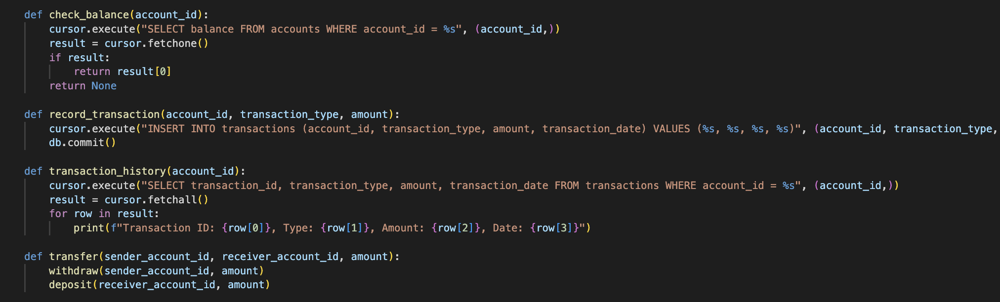 def check_balance(account_id):
    cursor.execute("SELECT balance FROM accounts WHERE account_id = %s", (account_id,))
    result = cursor.fetchone()
    if result:
        return result[0]
    return None

def record_transaction(account_id, transaction_type, amount):
    cursor.execute("INSERT INTO transactions (account_id, transaction_type, amount, transaction_date) VALUES (%s, %s, %s, %s)", (account_id, transaction_type,
    db.commit()

def transaction_history(account_id):
    cursor.execute("SELECT transaction_id, transaction_type, amount, transaction_date FROM transactions WHERE account_id = %s", (account_id,))
    result = cursor.fetchall()
    for row in result:
        print(f"Transaction ID: {row[0]}, Type: {row[1]}, Amount: {row[2]}, Date: {row[3]}")

def transfer(sender_account_id, receiver_account_id, amount):
    withdraw(sender_account_id, amount)
    deposit(receiver_account_id, amount)